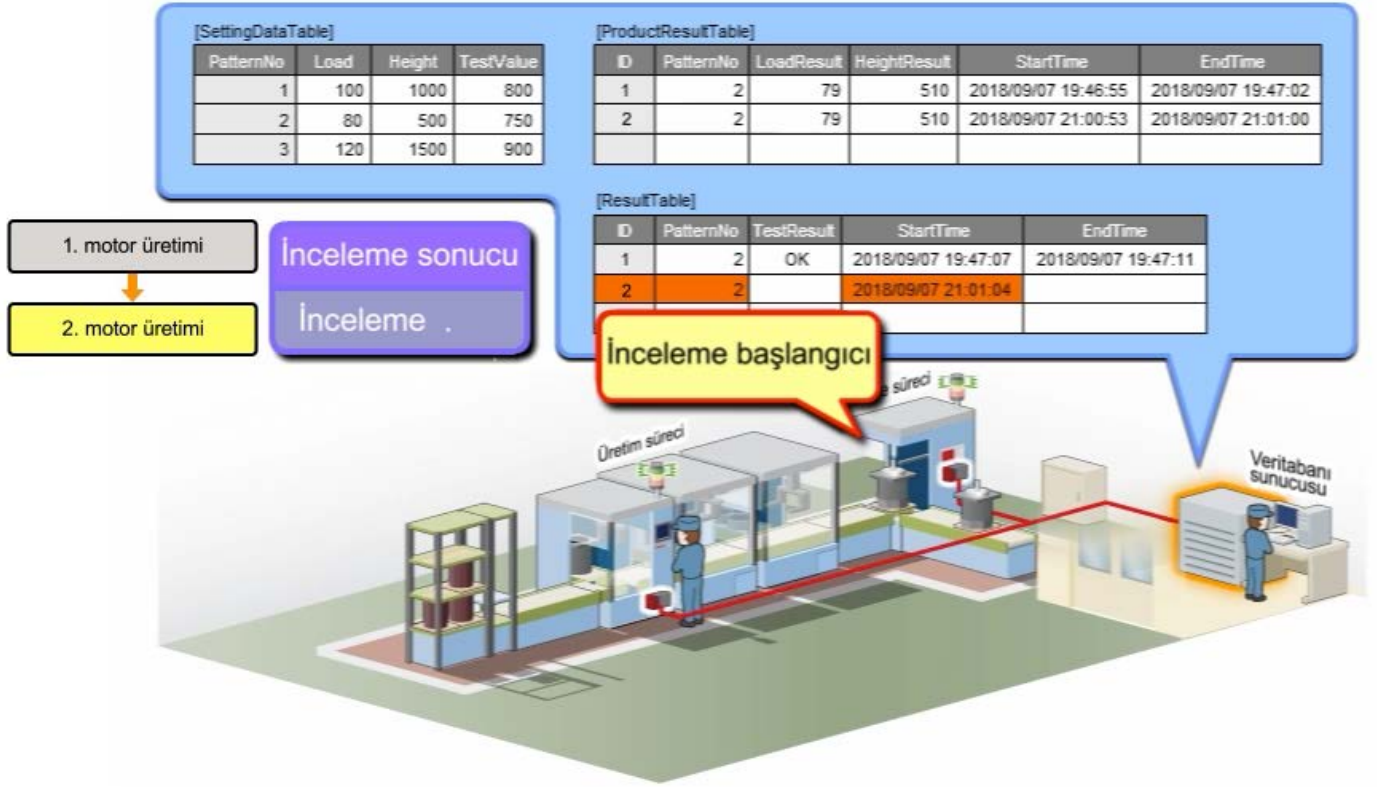 [SettingDataTable]
PatternNo Load Height TestValue
1 100 1000 800
2 80 500 750
3 120 1500 900
[ProductResultTable]
ID PatternNo LoadResult HeightResult StartTime EndTime
1 2 79 510 2018/09/07 19:46:55 2018/09/07 19:47:02
2 2 79 510 2018/09/07 21:00:53 2018/09/07 21:01:00
[ResultTable]
ID PatternNo TestResult StartTime EndTime
1 2 OK 2018/09/07 19:47:07 2018/09/07 19:47:11
2 2 2018/09/07 21:01:04
1. motor üretimi
2. motor üretimi
İnceleme sonucu
İnceleme .
İnceleme başlangıcı
süreci
Üretim süreci
Veritabanı
sunucusu